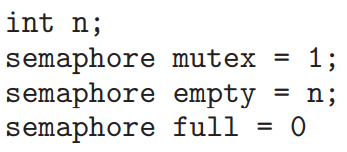 int n;
semaphore mutex = 1;
semaphore empty = n;
semaphore full = 0